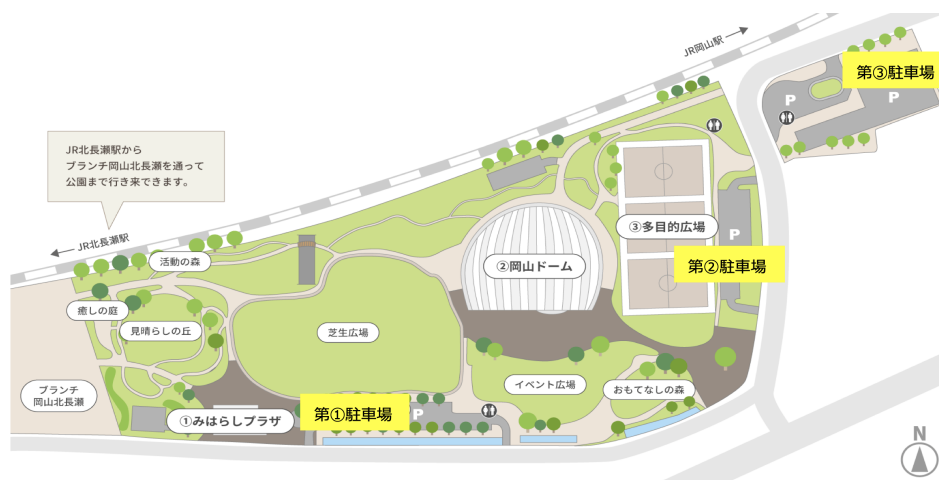 JR岡山駅
第③駐車場
P
P
JR北長瀬駅から
ブランチ岡山北長瀬を通って
公園まで行き来できます。
JR北長瀬駅
活動の森
③多目的広場
P
第②駐車場
②岡山ドーム
癒しの庭
見晴らしの丘
芝生広場
ブランチ
岡山北長瀬
イベント広場
おもてなしの森
①みはらしプラザ
第①駐車場
P
N